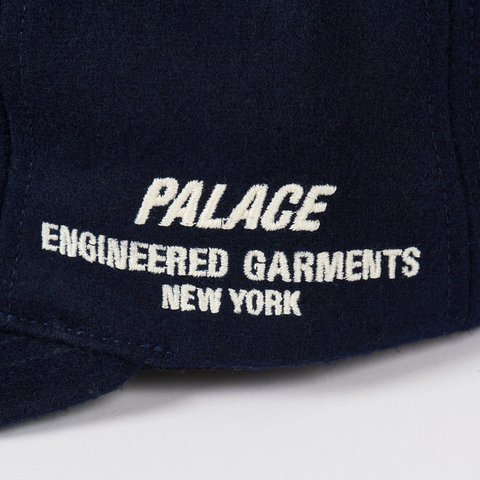 PALACE
ENGINEERED GARMENTS
NEW YORK